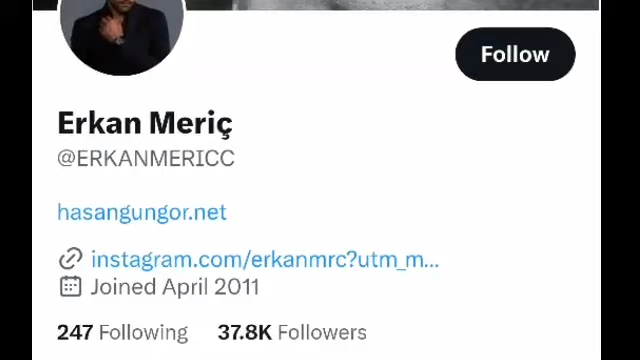 Follow
Erkan Meriç
@ERKANMERICC
hasangungor.net
instagram.com/erkanmrc?utm_m...
Joined April 2011
247 Following 37.8K Followers